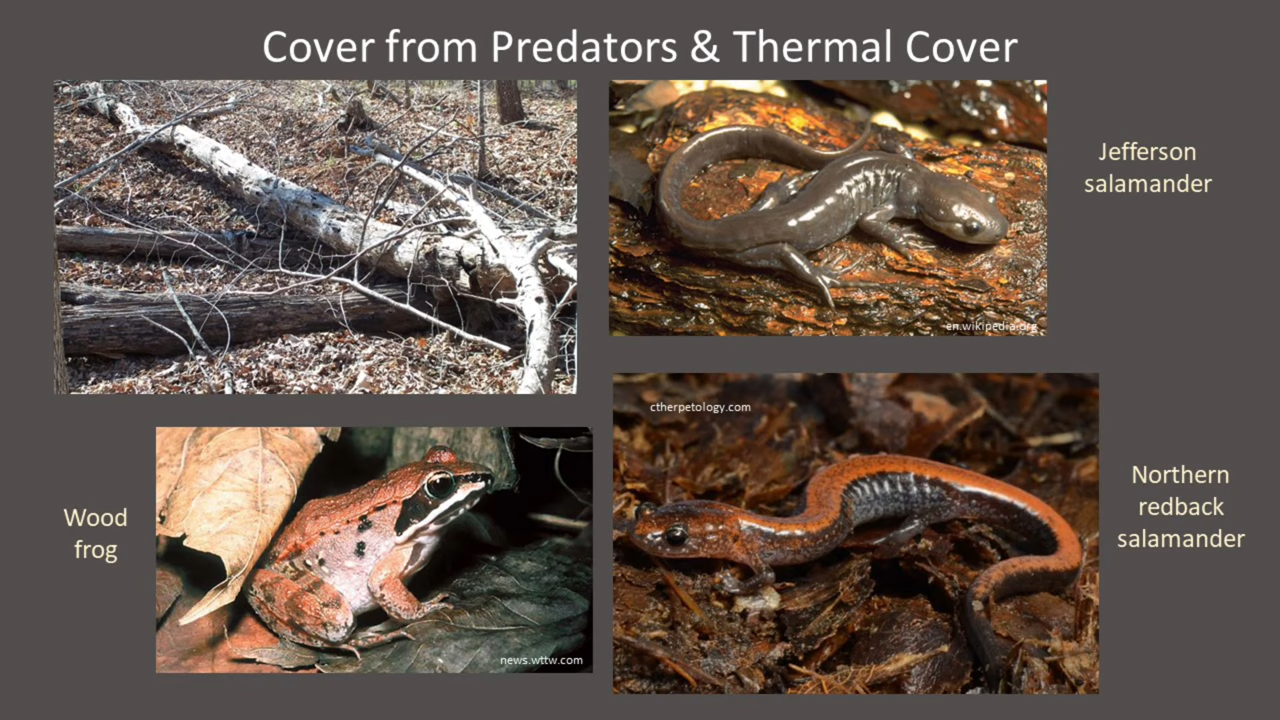 Cover from Predators & Thermal Cover
Jefferson
salamander
en.wikipedia.org
ctherpetology.com
Wood
frog
news.wttw.com
Northern
redback
salamander